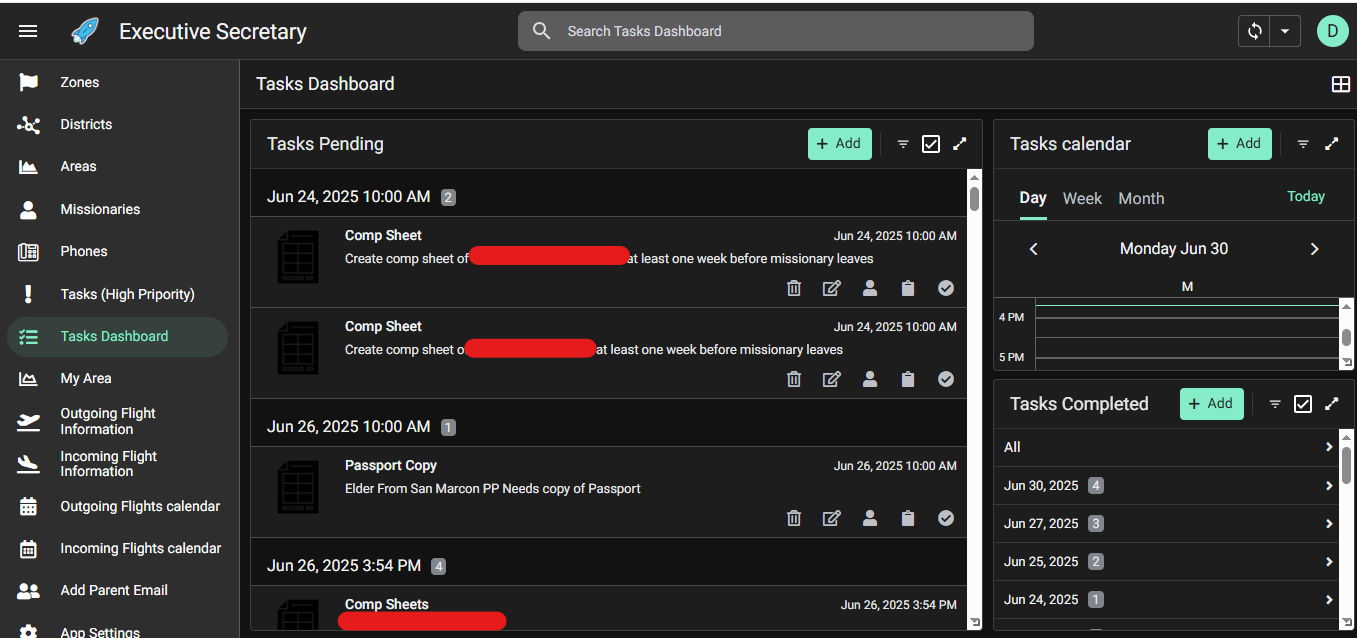 Executive Secretary
Search Tasks Dashboard
D
Zones
Districts
Areas
Missionaries
Phones
Tasks (High Pripority)
Tasks Dashboard
My Area
Outgoing Flight
Information
Incoming Flight
Information
Outgoing Flights calendar
Incoming Flights calendar
Add Parent Email
App Settings
Tasks Dashboard
Tasks Pending
+ Add
Jun 24, 2025 10:00 AM 2
Comp Sheet Jun 24, 2025 10:00 AM
Create comp sheet of at least one week before missionary leaves
Comp Sheet Jun 24, 2025 10:00 AM
Create comp sheet o at least one week before missionary leaves
Jun 26, 2025 10:00 AM 1
Passport Copy Jun 26, 2025 10:00 AM
Elder From San Marcon PP Needs copy of Passport
Jun 26, 2025 3:54 PM 4
Comp Sheets Jun 26, 2025 3:54 PM
Tasks calendar
+ Add
Day Week Month Today
Monday Jun 30
M
4 PM
5 PM
Tasks Completed
+ Add
All
Jun 30, 2025 4
Jun 27, 2025 3
Jun 25, 2025 2
Jun 24, 2025 1